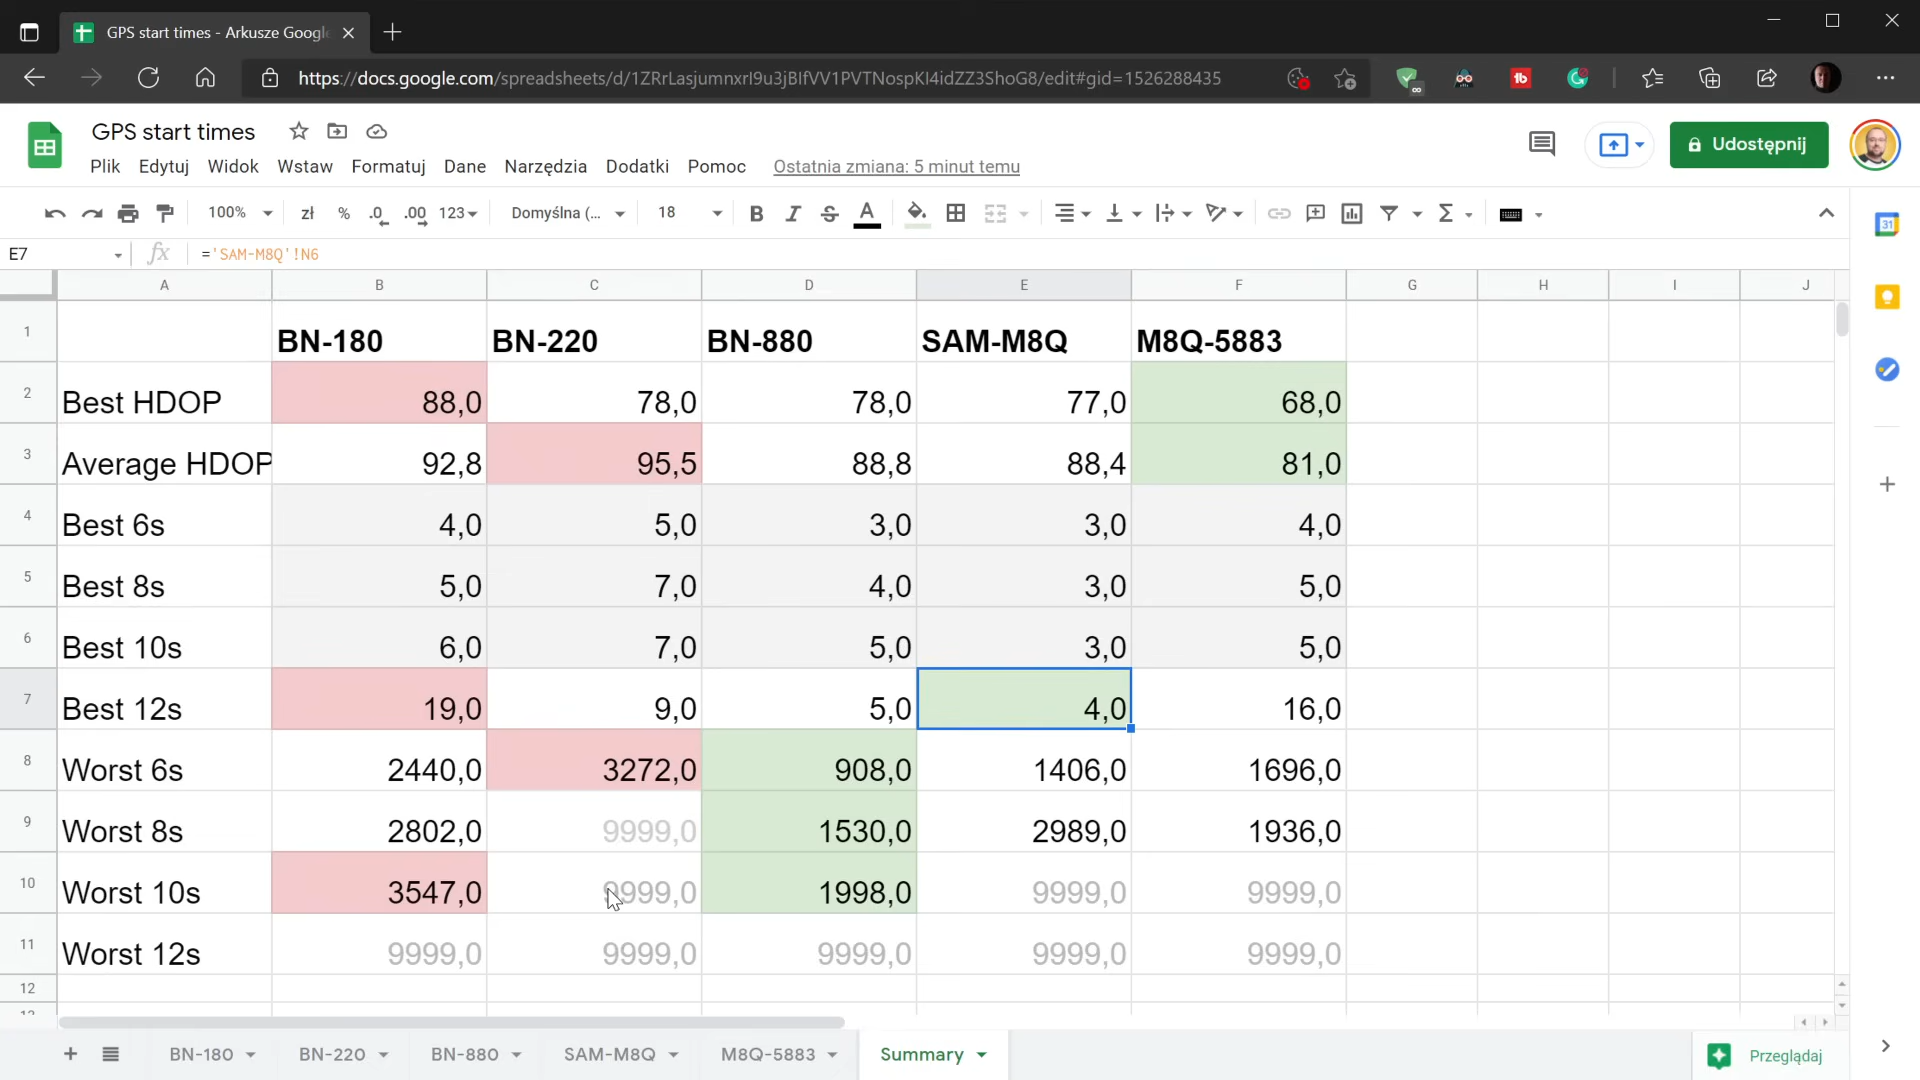 GPS start times - Arkusze Google
https://docs.google.com/spreadsheets/d/1ZRrLasjumnxrI9u3jBIfVV1PVTNospKI4idZZ3ShoG8/edit#gid=1526288435
GPS start times
Udostępnij
Plik Edytuj Widok Wstaw Formatuj Dane Narzędzia Dodatki Pomoc Ostatnia zmiana: 5 minut temu
100% zł % .0 .00 123 Domyślna (... 18 B I S A Σ
E7 fx ='SAM-M8Q'!N6
A B C D E F G H I J
1 BN-180 BN-220 BN-880 SAM-M8Q M8Q-5883
2 Best HDOP 88,0 78,0 78,0 77,0 68,0
3 Average HDOP 92,8 95,5 88,8 88,4 81,0
4 Best 6s 4,0 5,0 3,0 3,0 4,0
5 Best 8s 5,0 7,0 4,0 3,0 5,0
6 Best 10s 6,0 7,0 5,0 3,0 5,0
7 Best 12s 19,0 9,0 5,0 4,0 16,0
8 Worst 6s 2440,0 3272,0 908,0 1406,0 1696,0
9 Worst 8s 2802,0 9999,0 1530,0 2989,0 1936,0
10 Worst 10s 3547,0 9999,0 1998,0 9999,0 9999,0
11 Worst 12s 9999,0 9999,0 9999,0 9999,0 9999,0
12
BN-180 BN-220 BN-880 SAM-M8Q M8Q-5883 Summary Przeglądaj